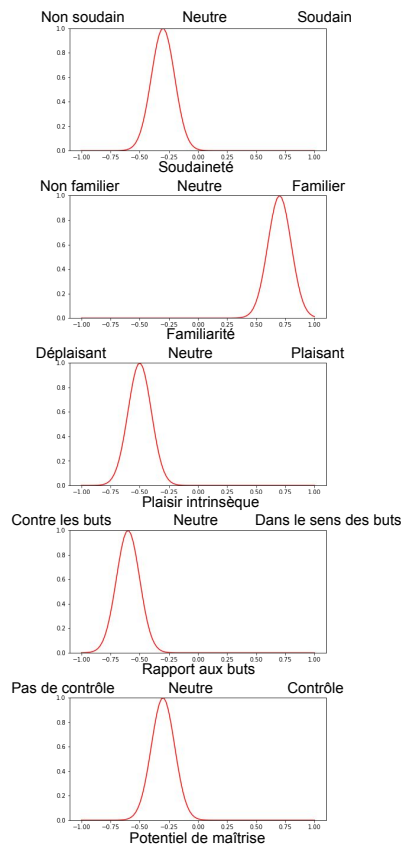 Non soudain Neutre Soudain
1.0
0.8
0.6
0.4
0.2
0.0
−1.00 −0.75 −0.50 −0.25 0.00 0.25 0.50 0.75 1.00
Soudaineté
Non familier Neutre Familier
1.0
0.8
0.6
0.4
0.2
0.0
−1.00 −0.75 −0.50 −0.25 0.00 0.25 0.50 0.75 1.00
Familiarité
Déplaisant Neutre Plaisant
1.0
0.8
0.6
0.4
0.2
0.0
−1.00 −0.75 −0.50 −0.25 0.00 0.25 0.50 0.75 1.00
Plaisir intrinsèque
Contre les buts Neutre Dans le sens des buts
1.0
0.8
0.6
0.4
0.2
0.0
−1.00 −0.75 −0.50 −0.25 0.00 0.25 0.50 0.75 1.00
Rapport aux buts
Pas de contrôle Neutre Contrôle
1.0
0.8
0.6
0.4
0.2
0.0
−1.00 −0.75 −0.50 −0.25 0.00 0.25 0.50 0.75 1.00
Potentiel de maîtrise